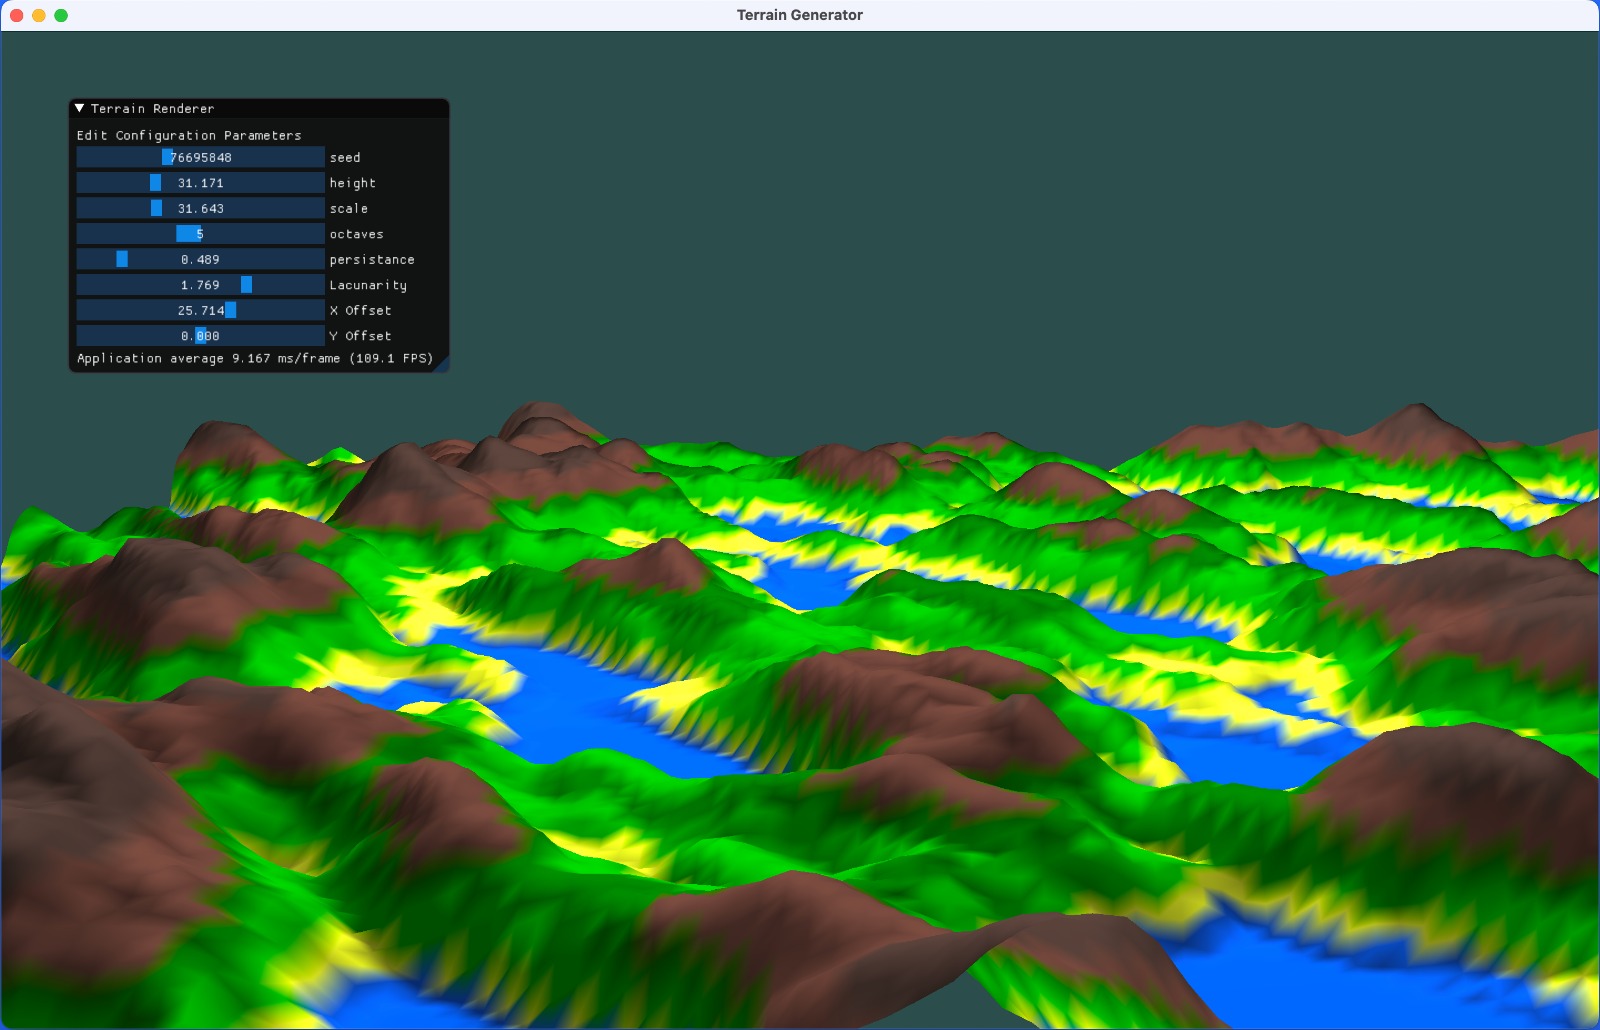 Terrain Generator
Terrain Renderer
Edit Configuration Parameters
76695848 seed
31.171 height
31.643 scale
5 octaves
0.489 persistance
1.769 Lacunarity
25.714 X Offset
0.000 Y Offset
Application average 9.167 ms/frame (109.1 FPS)